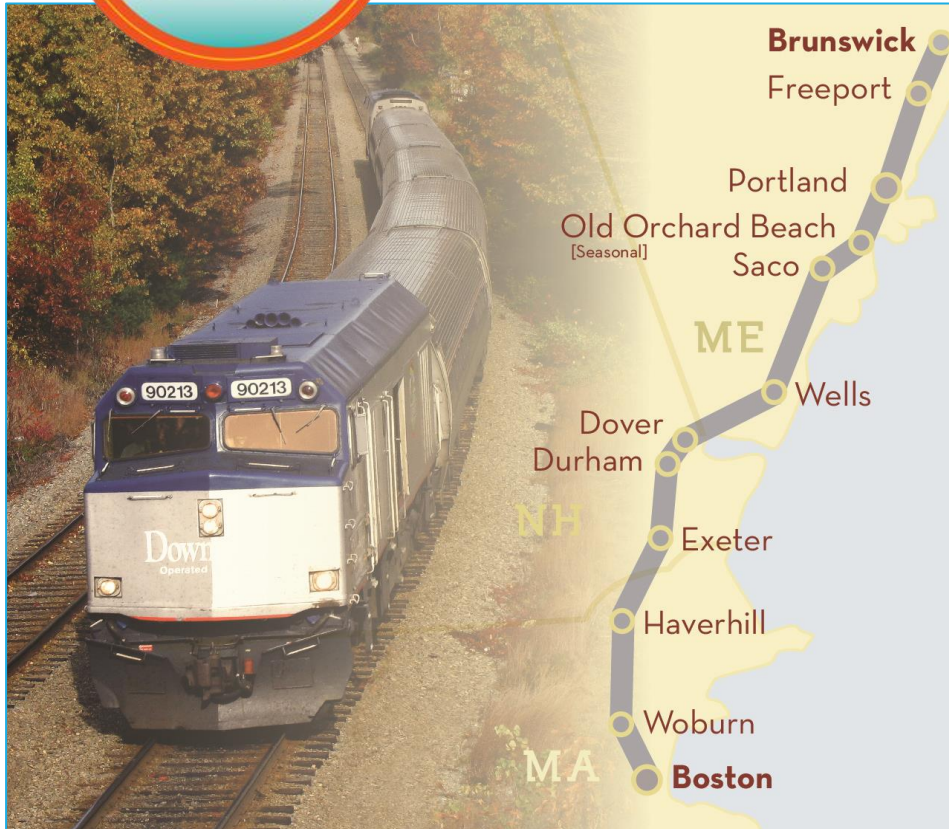 90213
90213
Down
Operated
Brunswick
Freeport
Portland
Old Orchard Beach
[Seasonal]
Saco
ME
Wells
Dover
Durham
NH
Exeter
Haverhill
Woburn
MA
Boston